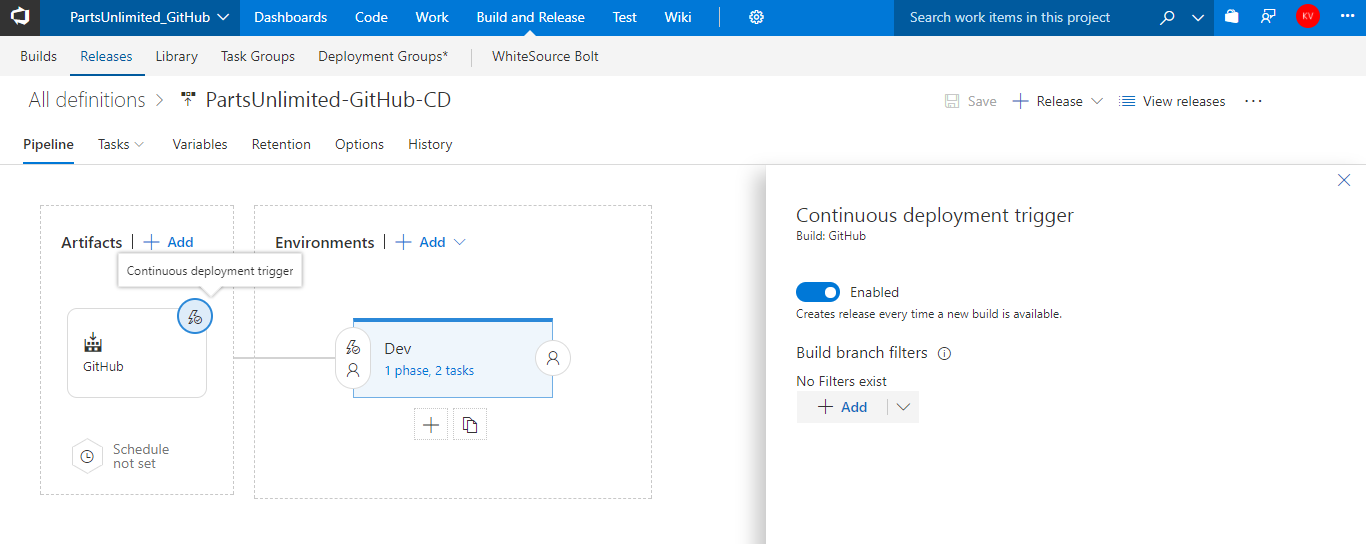 PartsUnlimited_GitHub Dashboards Code Work Build and Release Test Wiki Search work items in this project KV
Builds Releases Library Task Groups Deployment Groups* WhiteSource Bolt
All definitions PartsUnlimited-GitHub-CD Save Release View releases
Pipeline Tasks Variables Retention Options History
Artifacts Add Environments Add
Continuous deployment trigger
GitHub
Dev
1 phase, 2 tasks
Schedule
not set
Continuous deployment trigger
Build: GitHub
Enabled
Creates release every time a new build is available.
Build branch filters
No Filters exist
Add